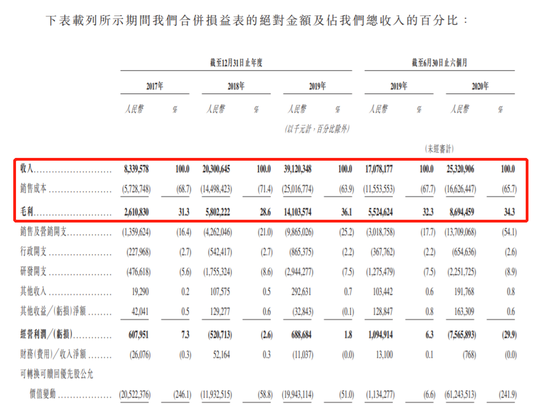 下表載列所示期間我們合併損益表的絕對金額及佔我們總收入的百分比：
截至12月31日止年度 截至6月30日止六個月
2017年 2018年 2019年 2019年 2020年
人民幣 % 人民幣 % 人民幣 % 人民幣 % 人民幣 %
(以千元計，百分比除外)
(未經審計)
收入 8,339,578 100.0 20,300,645 100.0 39,120,348 100.0 17,078,177 100.0 25,320,906 100.0
銷售成本 (5,728,748) (68.7) (14,498,423) (71.4) (25,016,774) (63.9) (11,553,553) (67.7) (16,626,447) (65.7)
毛利 2,610,830 31.3 5,802,222 28.6 14,103,574 36.1 5,524,624 32.3 8,694,459 34.3
銷售及營銷開支 (1,359,624) (16.4) (4,262,046) (21.0) (9,865,026) (25.2) (3,018,758) (17.7) (13,709,068) (54.1)
行政開支 (227,968) (2.7) (542,417) (2.7) (865,375) (2.2) (367,762) (2.2) (654,636) (2.6)
研發開支 (476,618) (5.6) (1,755,324) (8.6) (2,944,277) (7.5) (1,275,479) (7.5) (2,251,725) (8.9)
其他收入 19,290 0.2 107,575 0.5 292,631 0.7 103,442 0.6 191,768 0.8
其他收益／(虧損)淨額 42,041 0.5 129,277 0.6 (32,843) (0.1) 128,847 0.8 163,309 0.6
經營利潤／(虧損) 607,951 7.3 (520,713) (2.6) 688,684 1.8 1,094,914 6.3 (7,565,893) (29.9)
財務(費用)／收入淨額 (26,076) (0.3) 52,164 0.3 (11,037) (0.0) 13,100 0.1 (768) (0.0)
可轉換可贖回優先股公允
價值變動 (20,522,376) (246.1) (11,932,515) (58.8) (19,943,114) (51.0) (1,134,277) (6.6) (61,243,513) (241.9)